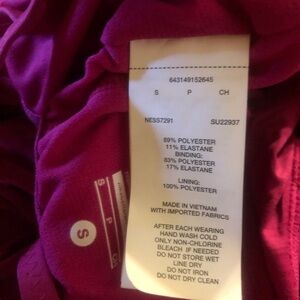 643149152645
S P CH
NESS7291 SU22937
89% POLYESTER
11% ELASTANE
BINDING:
83% POLYESTER
17% ELASTANE
LINING:
100% POLYESTER
MADE IN VIETNAM
WITH IMPORTED FABRICS
AFTER EACH WEARING
HAND WASH COLD
ONLY NON-CHLORINE
BLEACH IF NEEDED
DO NOT STORE WET
LINE DRY
DO NOT IRON
DO NOT DRY CLEAN
S
P
S